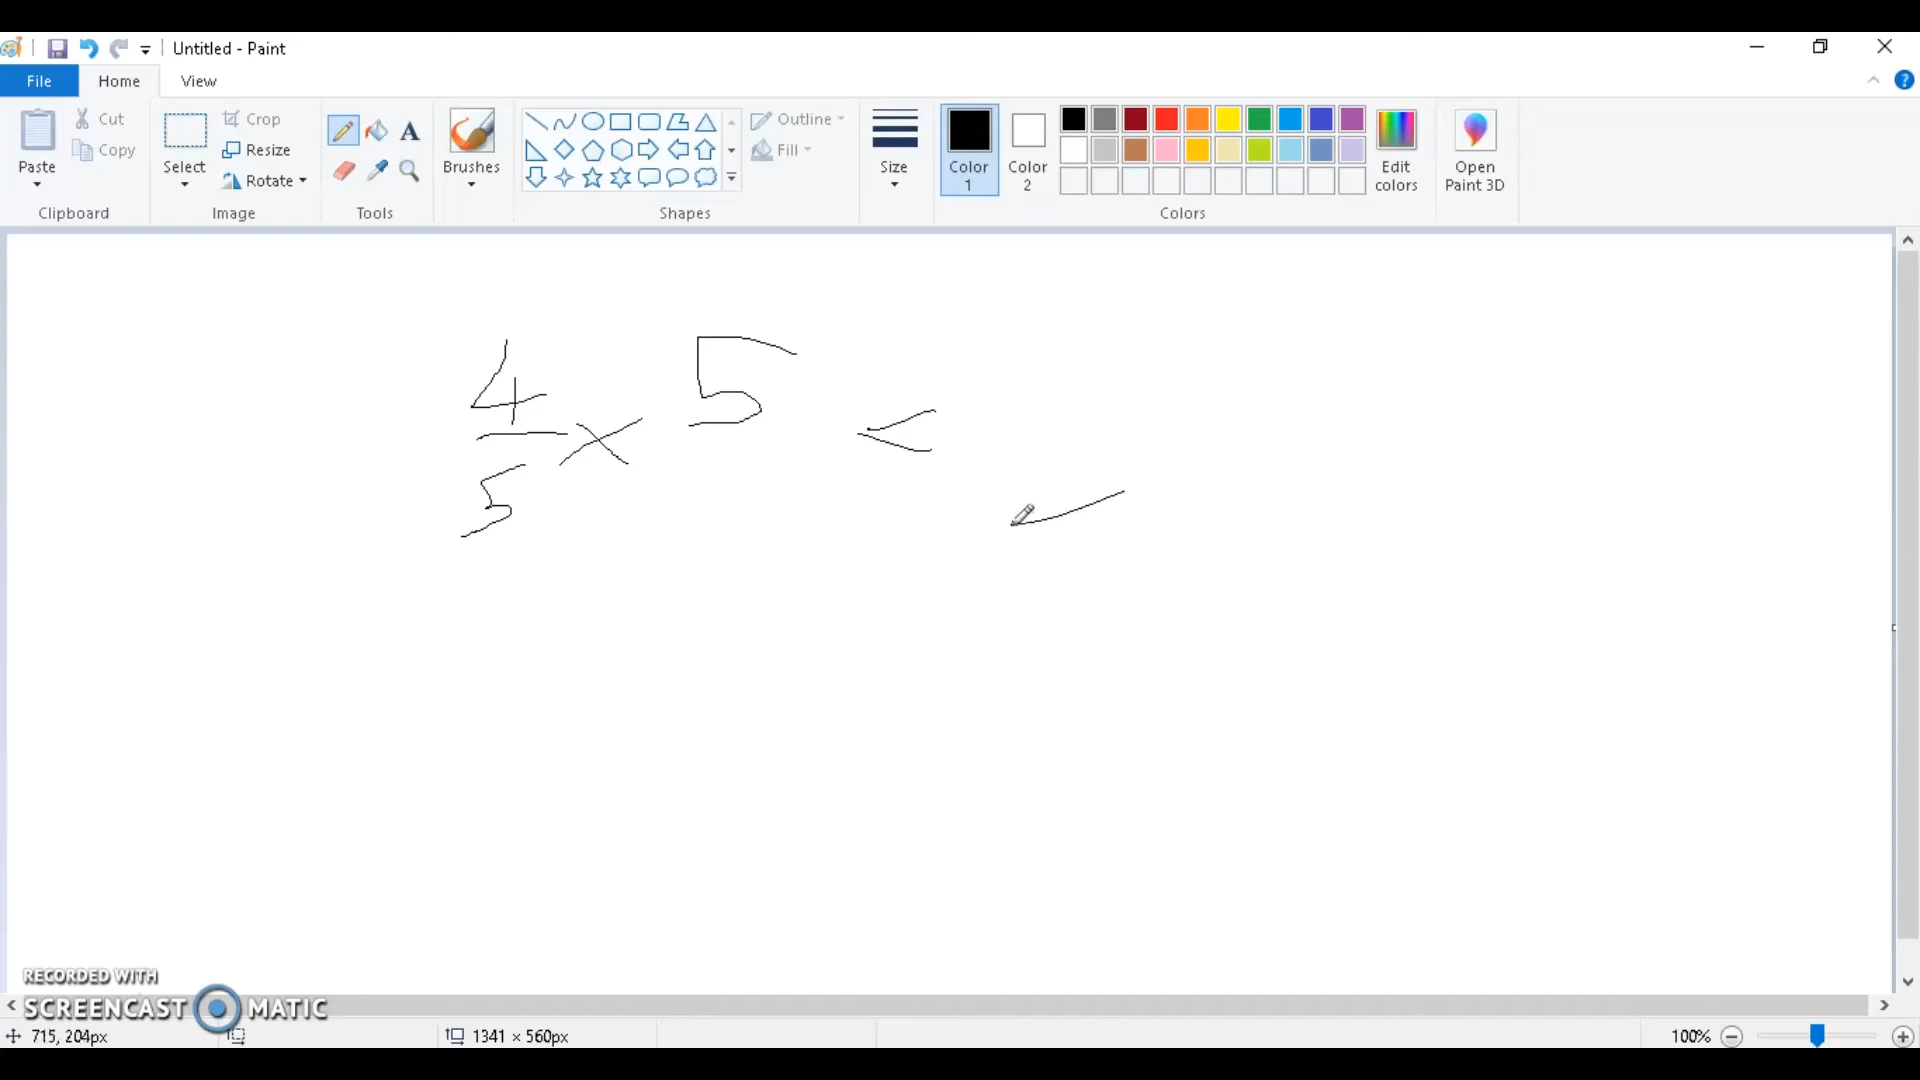 Untitled - Paint
File Home View
Paste
Cut
Copy
Clipboard
Select
Crop
Resize
Rotate
Image
A
Tools
Brushes
Outline
Fill
Shapes
Size
Color 1
Color 2
Edit colors
Colors
Open Paint 3D
4
5
× 5 <
RECORDED WITH
SCREENCAST MATIC
715, 204px
1341 × 560px
100%